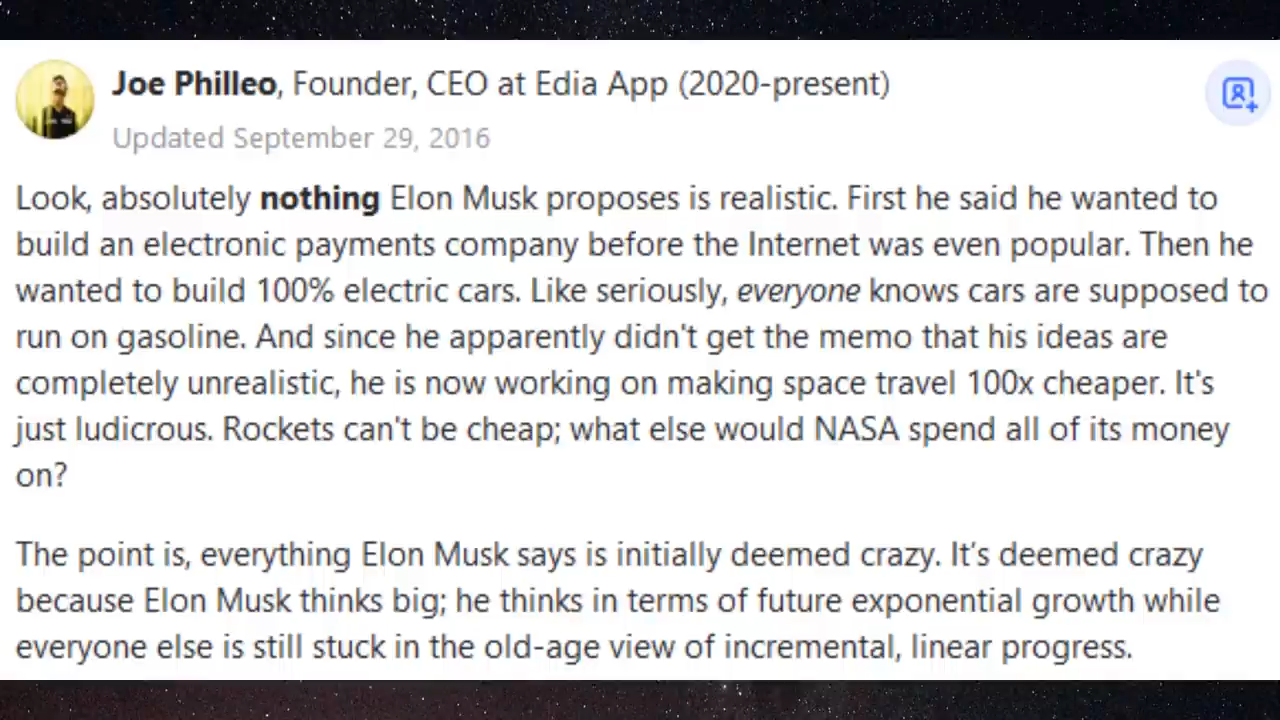 Joe Philleo, Founder, CEO at Edia App (2020-present)
Updated September 29, 2016
Look, absolutely nothing Elon Musk proposes is realistic. First he said he wanted to
build an electronic payments company before the Internet was even popular. Then he
wanted to build 100% electric cars. Like seriously, everyone knows cars are supposed to
run on gasoline. And since he apparently didn't get the memo that his ideas are
completely unrealistic, he is now working on making space travel 100x cheaper. It's
just ludicrous. Rockets can't be cheap; what else would NASA spend all of its money
on?
The point is, everything Elon Musk says is initially deemed crazy. It’s deemed crazy
because Elon Musk thinks big; he thinks in terms of future exponential growth while
everyone else is still stuck in the old-age view of incremental, linear progress.